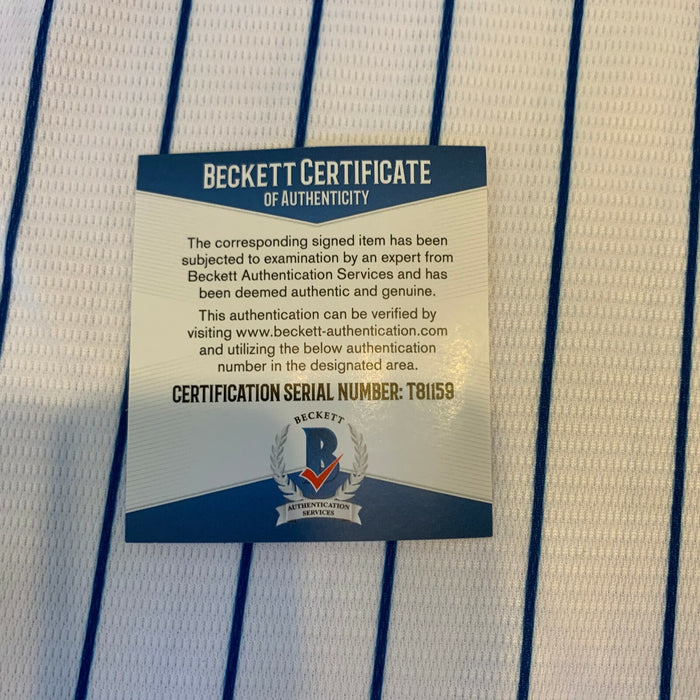 BECKETT CERTIFICATE
OF AUTHENTICITY
The corresponding signed item has been
subjected to examination by an expert from
Beckett Authentication Services and has
been deemed authentic and genuine.
This authentication can be verified by
visiting www.beckett-authentication.com
and utilizing the below authentication
number in the designated area.
CERTIFICATION SERIAL NUMBER: T81159
BECKETT
B
AUTHENTICATION
SERVICES